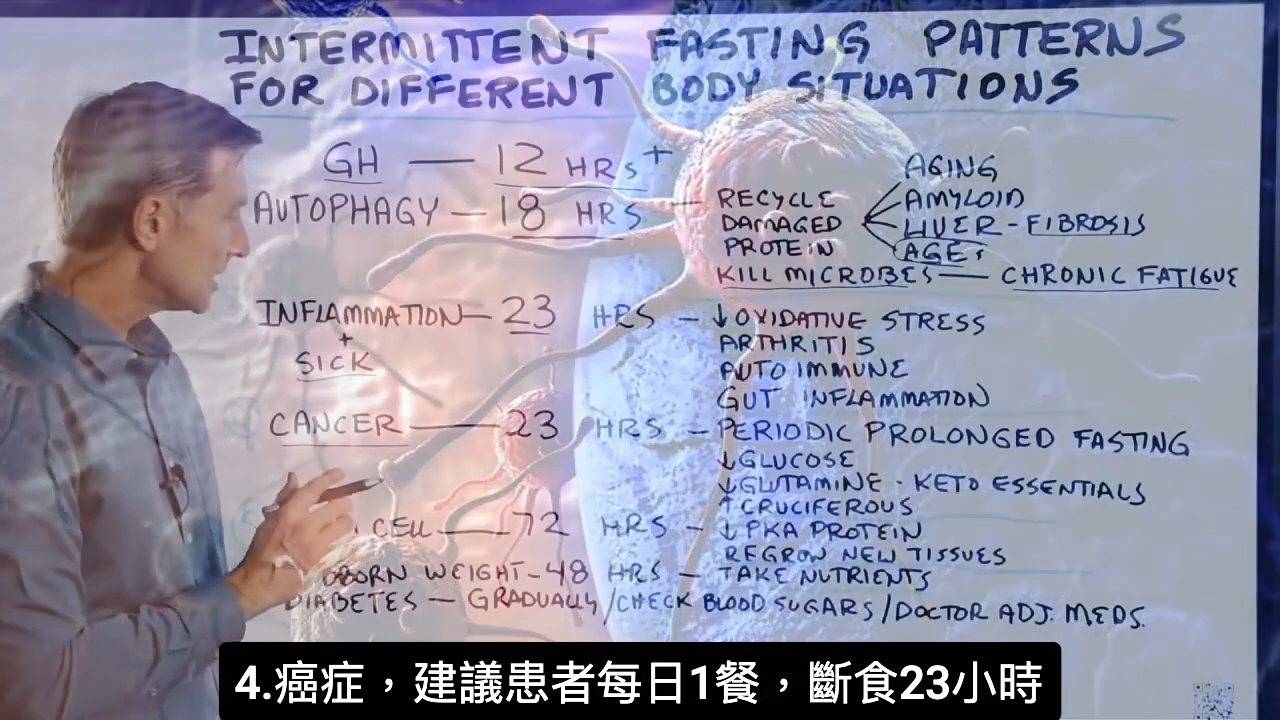 INTERMITTENT FASTING PATTERNS
FOR DIFFERENT BODY SITUATIONS
GH — 12 HRS+
AUTOPHAGY — 18 HRS — RECYCLE DAMAGED PROTEIN
AGING
AMYLOID
LIVER - FIBROSIS
AGEs
KILL MICROBES — CHRONIC FATIGUE
INFLAMMATION + SICK — 23 HRS — ↓ OXIDATIVE STRESS
ARTHRITIS
AUTO IMMUNE
GUT INFLAMMATION
CANCER — 23 HRS — PERIODIC PROLONGED FASTING
↓ GLUCOSE
↓ GLUTAMINE - KETO ESSENTIALS
↑ CRUCIFEROUS
CELL — 72 HRS — ↓ PKA PROTEIN
REGROW NEW TISSUES
WEIGHT - 48 HRS — TAKE NUTRIENTS
DIABETES — GRADUALLY / CHECK BLOOD SUGARS / DOCTOR ADJ. MEDS.
4.癌症，建議患者每日1餐，斷食23小時